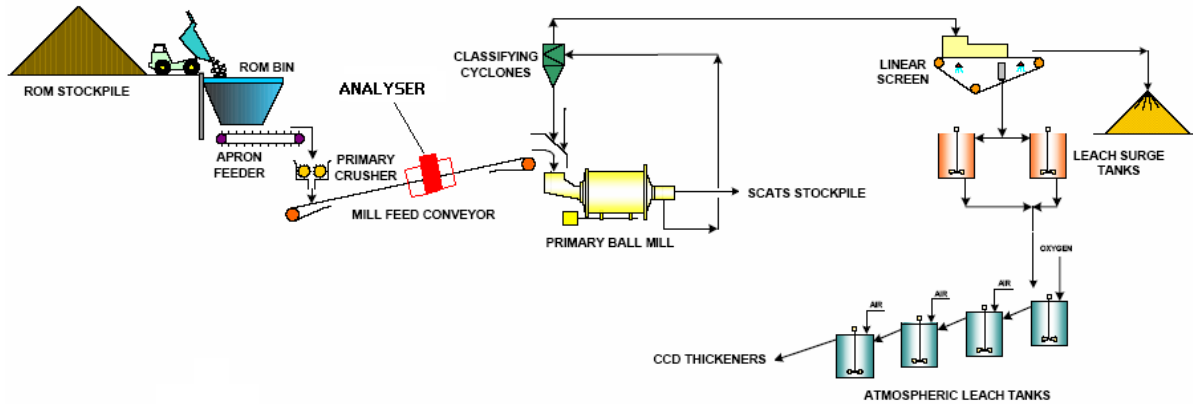 ROM STOCKPILE
ROM BIN
APRON
FEEDER
PRIMARY
CRUSHER
ANALYSER
MILL FEED CONVEYOR
CLASSIFYING
CYCLONES
PRIMARY BALL MILL
SCATS STOCKPILE
LINEAR
SCREEN
LEACH SURGE
TANKS
OXYGEN
AIR
AIR
AIR
CCD THICKENERS
ATMOSPHERIC LEACH TANKS